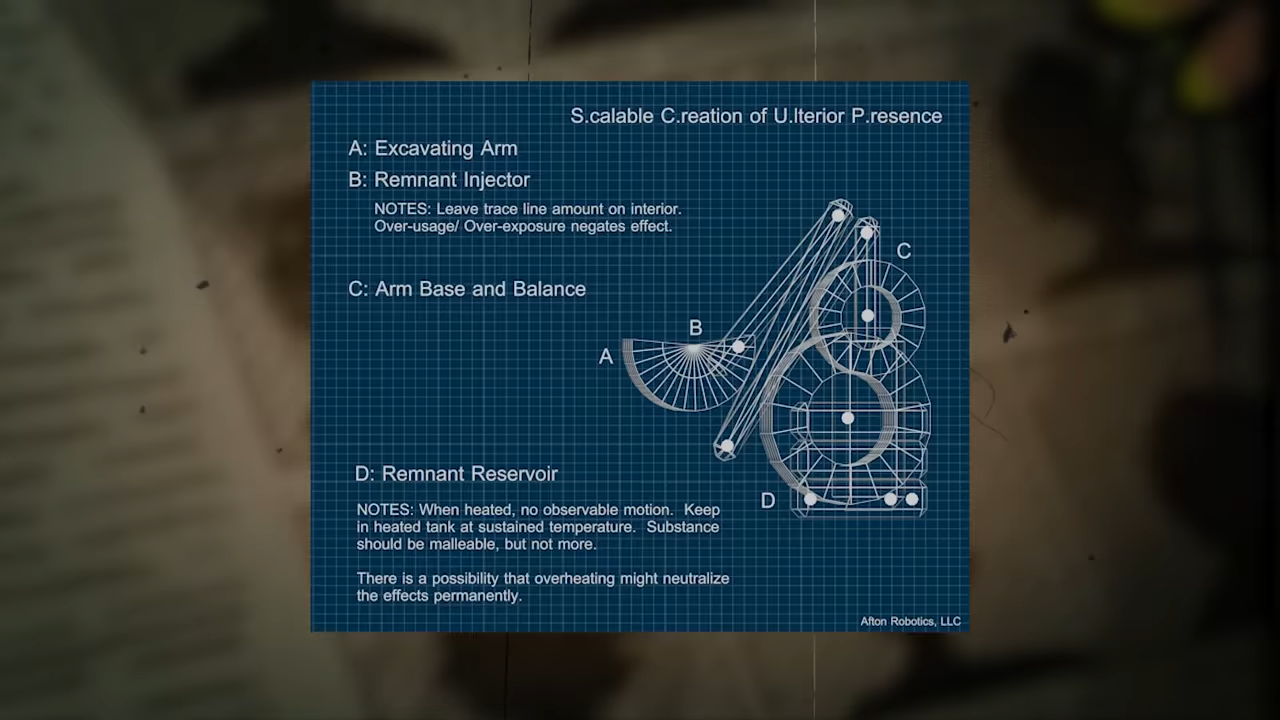 S.calable C.reation of U.lterior P.resence
A: Excavating Arm
B: Remnant Injector
NOTES: Leave trace line amount on interior.
Over-usage/ Over-exposure negates effect.
C
C: Arm Base and Balance
B
A
D: Remnant Reservoir
D
NOTES: When heated, no observable motion. Keep
in heated tank at sustained temperature. Substance
should be malleable, but not more.
There is a possibility that overheating might neutralize
the effects permanently.
Afton Robotics, LLC